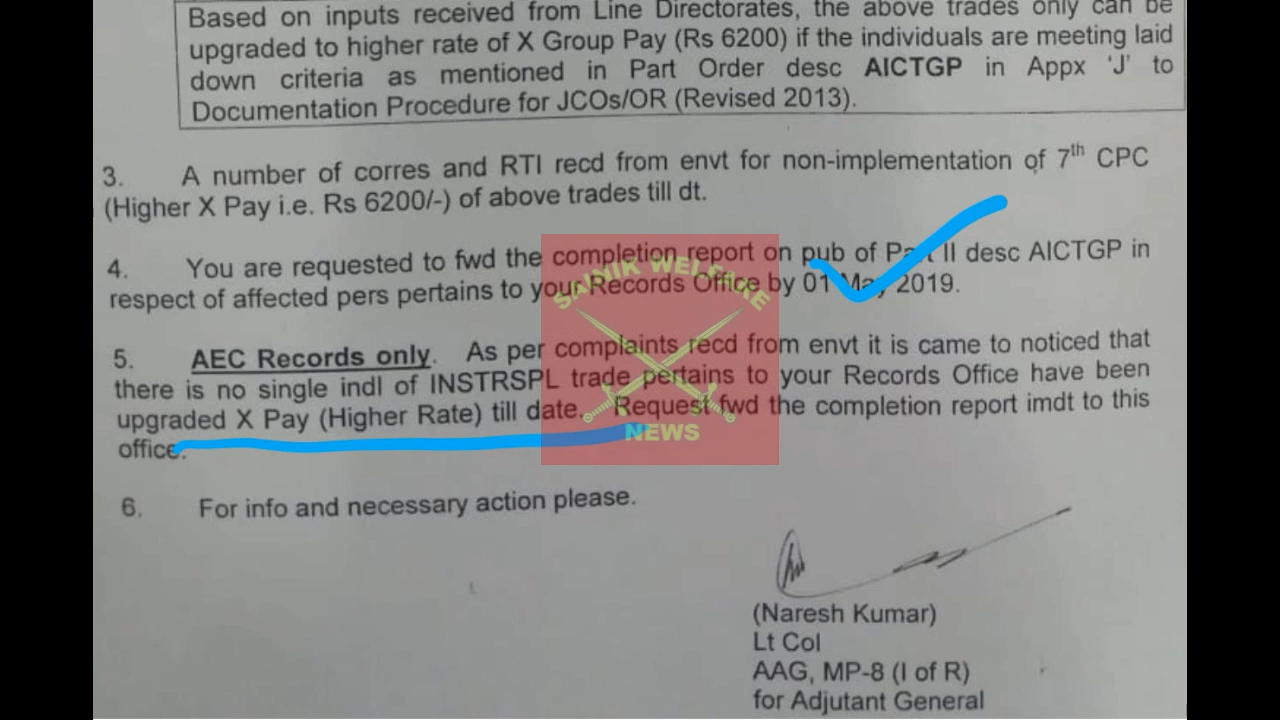 Based on inputs received from Line Directorates, the above trades only can be
upgraded to higher rate of X Group Pay (Rs 6200) if the individuals are meeting laid
down criteria as mentioned in Part Order desc AICTGP in Appx 'J' to
Documentation Procedure for JCOs/OR (Revised 2013).
3. A number of corres and RTI recd from envt for non-implementation of 7th CPC
(Higher X Pay i.e. Rs 6200/-) of above trades till dt.
4. You are requested to fwd the completion report on pub of Part II desc AICTGP in
respect of affected pers pertains to your Records Office by 01 May 2019.
5. AEC Records only. As per complaints recd from envt it is came to noticed that
there is no single indl of INSTRSPL trade pertains to your Records Office have been
upgraded X Pay (Higher Rate) till date. Request fwd the completion report imdt to this
office.
6. For info and necessary action please.
(Naresh Kumar)
Lt Col
AAG, MP-8 (I of R)
for Adjutant General
SAINIK WELFARE
NEWS